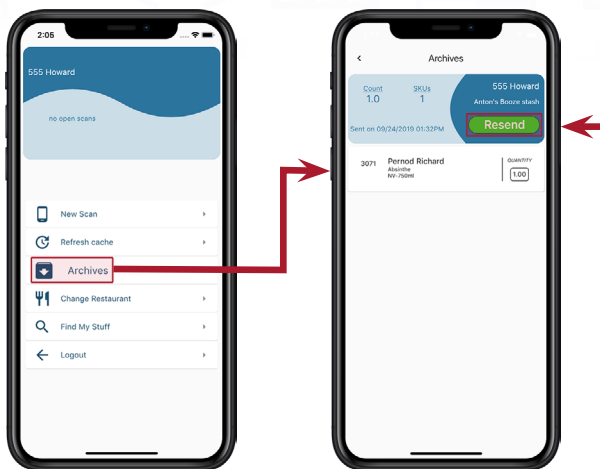 2:05
555 Howard
no open scans
New Scan
Refresh cache
Archives
Change Restaurant
Find My Stuff
Logout
Archives
Count
SKUs
1.0
1
555 Howard
Anton's Booze stash
Sent on 09/24/2019 01:32PM
Resend
3071
Pernod Richard
Absinthe
NV-750ml
QUANTITY
1.00